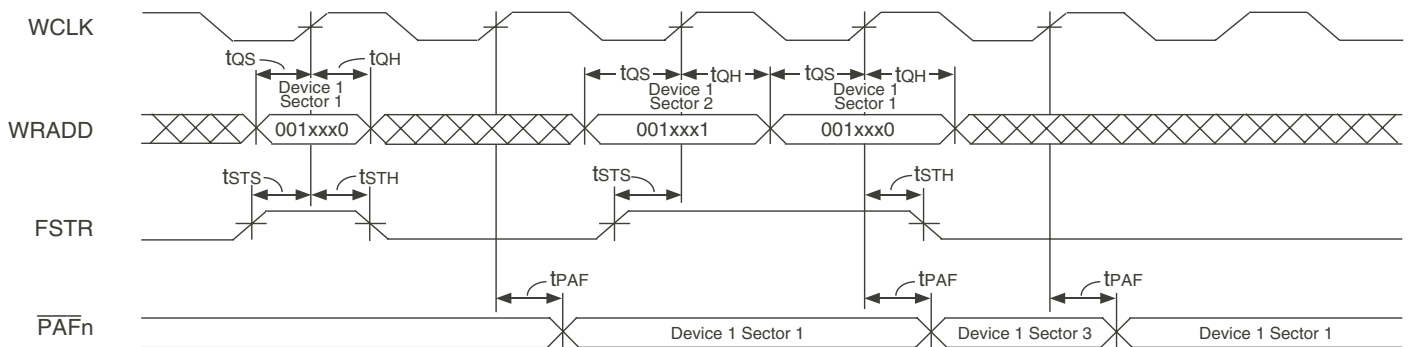 WCLK
tQS tQH tQS tQH tQS tQH
Device 1
Sector 1
Device 1
Sector 2
Device 1
Sector 1
WRADD
001xxx0
001xxx1
001xxx0
tSTS tSTH tSTS tSTH
FSTR
tPAF tPAF tPAF
PAFn
Device 1 Sector 1
Device 1 Sector 3
Device 1 Sector 1